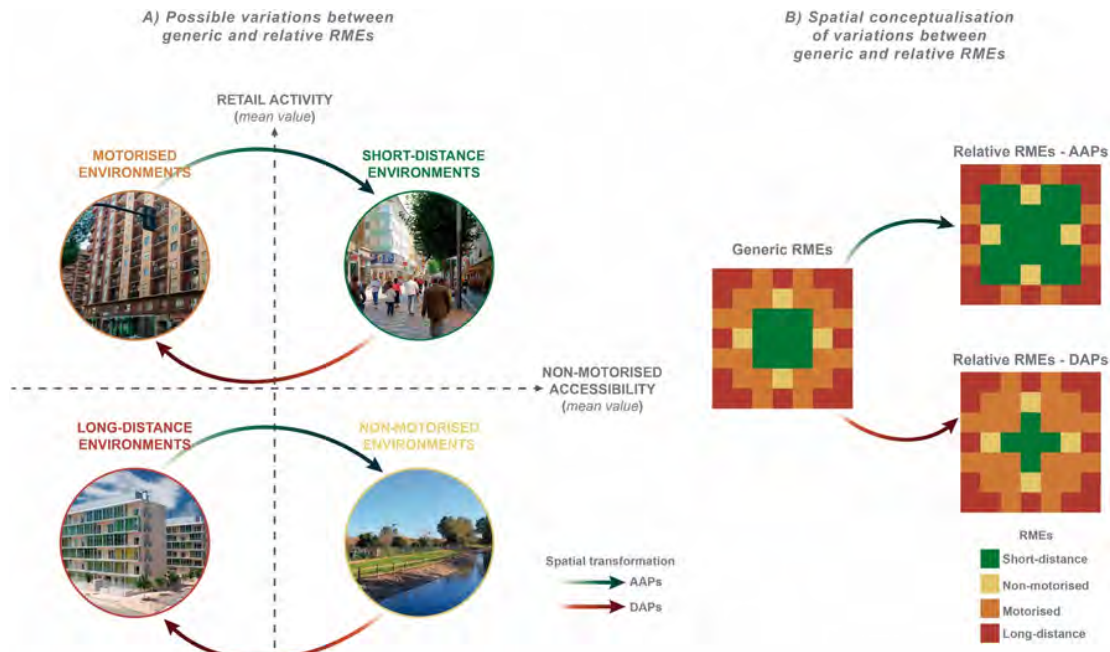 A) Possible variations between
generic and relative RMEs
RETAIL ACTIVITY
(mean value)
MOTORISED
ENVIRONMENTS
SHORT-DISTANCE
ENVIRONMENTS
NON-MOTORISED
ACCESSIBILITY
(mean value)
LONG-DISTANCE
ENVIRONMENTS
NON-MOTORISED
ENVIRONMENTS
Spatial transformation
AAPs
DAPs
B) Spatial conceptualisation
of variations between
generic and relative RMEs
Generic RMEs
Relative RMEs - AAPs
Relative RMEs - DAPs
RMEs
Short-distance
Non-motorised
Motorised
Long-distance